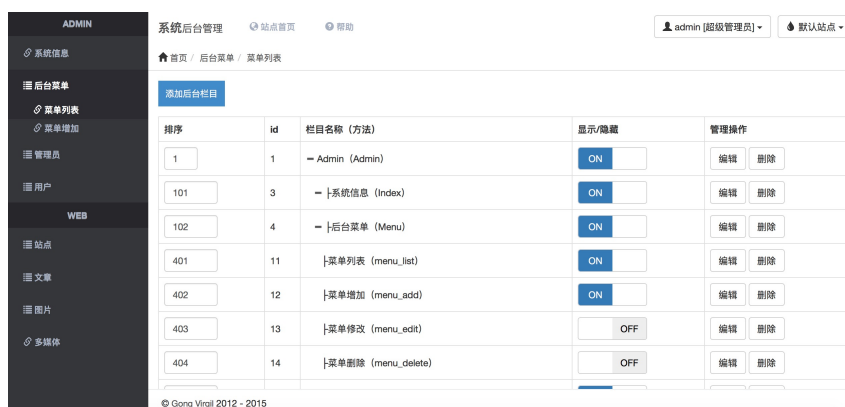 ADMIN
系统信息
后台菜单
菜单列表
菜单增加
管理员
用户
WEB
站点
文章
图片
多媒体
系统后台管理 站点首页 帮助 admin [超级管理员] 默认站点
首页 / 后台菜单 / 菜单列表
添加后台栏目
排序 id 栏目名称（方法） 显示/隐藏 管理操作
1 1 Admin（Admin） ON 编辑 删除
101 3 ├系统信息（Index） ON 编辑 删除
102 4 ├后台菜单（Menu） ON 编辑 删除
401 11 ├菜单列表（menu_list） ON 编辑 删除
402 12 ├菜单增加（menu_add） ON 编辑 删除
403 13 ├菜单修改（menu_edit） OFF 编辑 删除
404 14 ├菜单删除（menu_delete） OFF 编辑 删除
© Gong Virgil 2012 - 2015